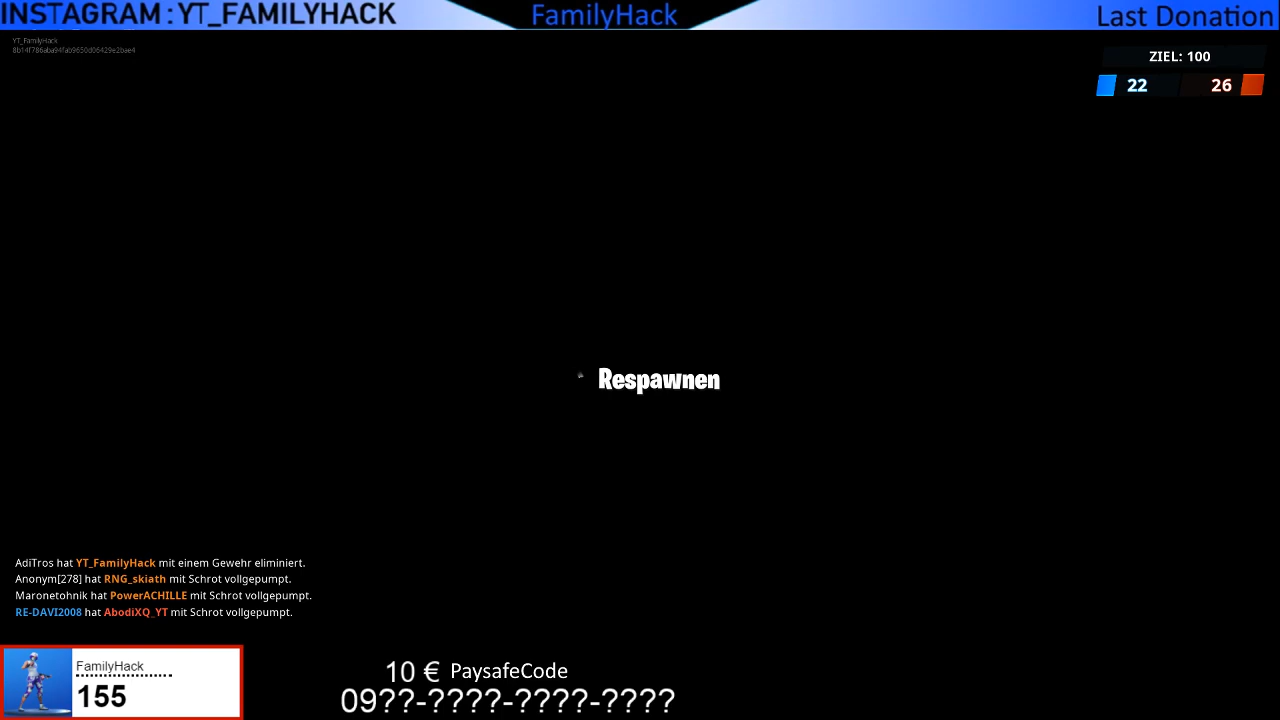 INSTAGRAM : YT_FAMILYHACK
FamilyHack
Last Donation
YT_FamilyHack
8b14f786aba94fab9650d06429e2bae4
ZIEL: 100
22 26
Respawnen
AdiTros hat YT_FamilyHack mit einem Gewehr eliminiert.
Anonym[278] hat RNG_skiath mit Schrot vollgepumpt.
Maronetohnik hat PowerACHILLE mit Schrot vollgepumpt.
RE-DAVI2008 hat AbodiXQ_YT mit Schrot vollgepumpt.
FamilyHack
155
10 € PaysafeCode
09??-????-????-????